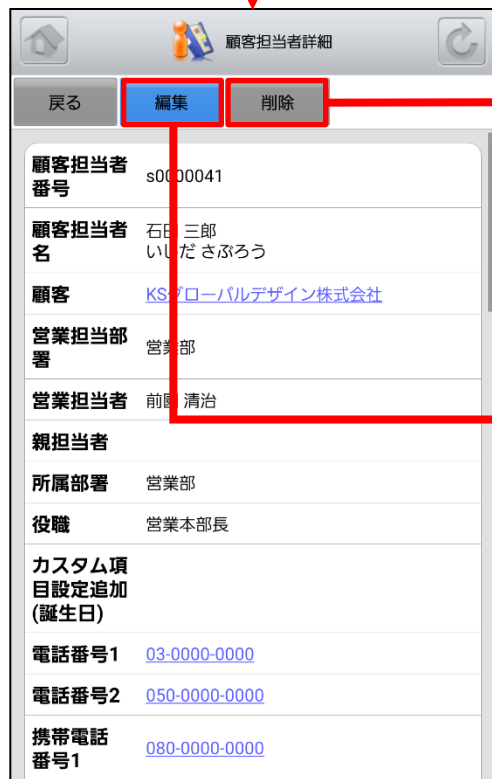 顧客担当者詳細
戻る 編集 削除
顧客担当者
番号
s0000041
顧客担当者
名
石田 三郎
いしだ さぶろう
顧客
KSグローバルデザイン株式会社
営業担当部
署
営業部
営業担当者
前園 清治
親担当者
所属部署
営業部
役職
営業本部長
カスタム項
目設定追加
(誕生日)
電話番号1
03-0000-0000
電話番号2
050-0000-0000
携帯電話
番号1
080-0000-0000